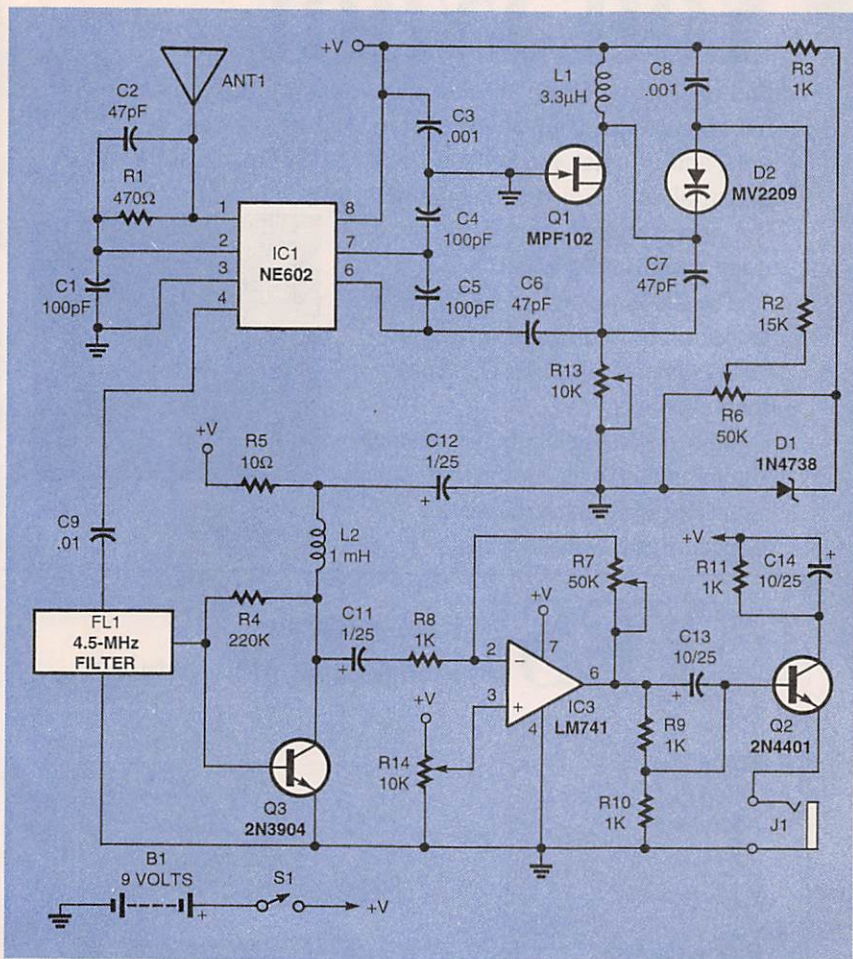 +V
ANT1
C2
47pF
R1
470Ω
C1
100pF
1
2
3
4
IC1
NE602
8
7
6
C3
.001
C4
100pF
C5
100pF
C6
47pF
L1
3.3µH
Q1
MPF102
C8
.001
R3
1K
D2
MV2209
C7
47pF
R2
15K
R13
10K
R6
50K
D1
1N4738
+V
R5
10Ω
C12
1/25
+
L2
1 mH
C9
.01
FL1
4.5-MHz
FILTER
R4
220K
C11
1/25
+
R8
1K
R7
50K
+V
2
−
7
3
+
4
6
IC3
LM741
+V
R14
10K
Q3
2N3904
C13
10/25
+
R9
1K
R10
1K
+V
R11
1K
C14
10/25
+
Q2
2N4401
J1
B1
9 VOLTS
+
S1
+V